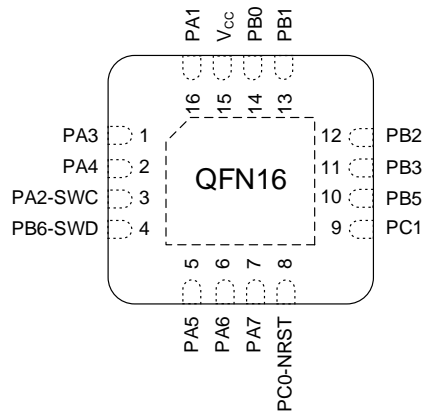 PA1 VCC PB0 PB1
16 15 14 13
PA3 1
PA4 2
PA2-SWC 3
PB6-SWD 4
QFN16
12 PB2
11 PB3
10 PB5
9 PC1
5 6 7 8
PA5 PA6 PA7 PC0-NRST